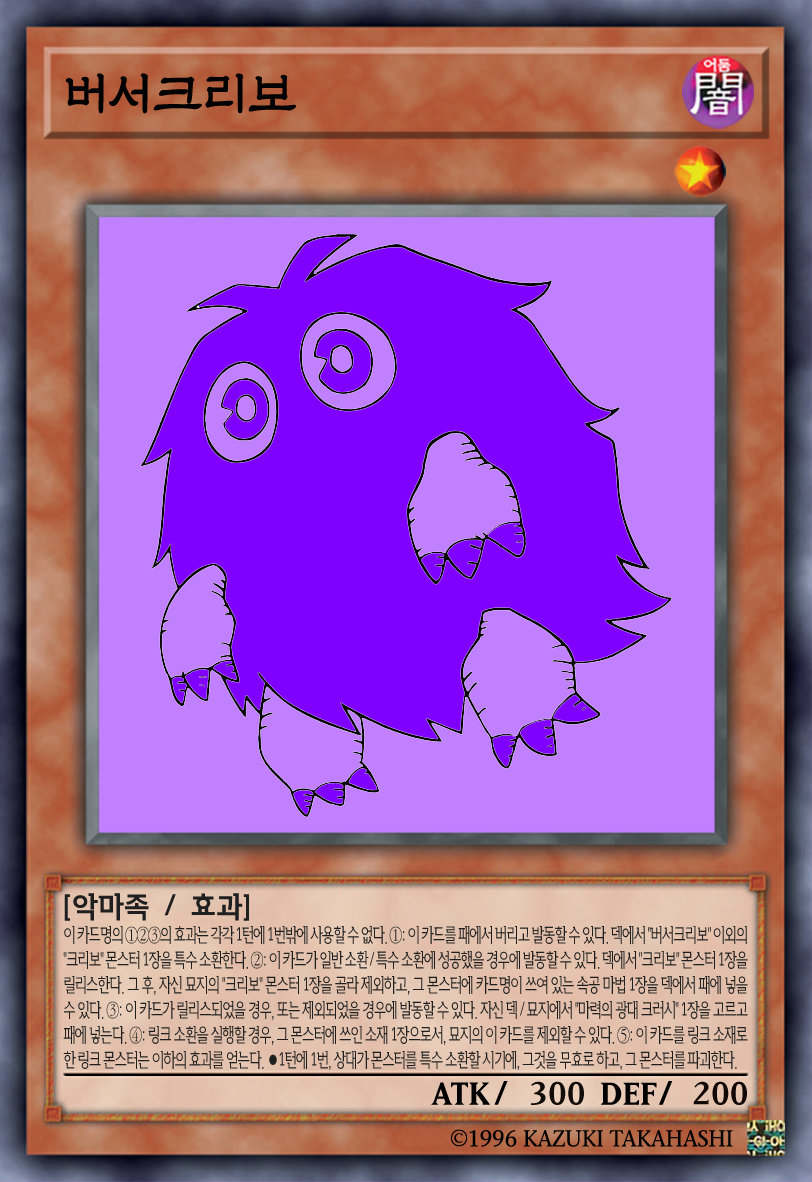 버서크리보
어둠
闇
[악마족 / 효과]
이 카드명의 ①②③의 효과는 각각 1턴에 1번밖에 사용할 수 없다. ①: 이 카드를 패에서 버리고 발동할 수 있다. 덱에서 "버서크리보" 이외의
"크리보" 몬스터 1장을 특수 소환한다. ②: 이 카드가 일반 소환 / 특수 소환에 성공했을 경우에 발동할 수 있다. 덱에서 "크리보" 몬스터 1장을
릴리스한다. 그 후, 자신 묘지의 "크리보" 몬스터 1장을 골라 제외하고, 그 몬스터에 카드명이 쓰여 있는 속공 마법 1장을 덱에서 패에 넣을
수 있다. ③: 이 카드가 릴리스되었을 경우, 또는 제외되었을 경우에 발동할 수 있다. 자신 덱 / 묘지에서 "마력의 광대 크러시" 1장을 고르고
패에 넣는다. ④: 링크 소환을 실행할 경우, 그 몬스터에 쓰인 소재 1장으로서, 묘지의 이 카드를 제외할 수 있다. ⑤: 이 카드를 링크 소재로
한 링크 몬스터는 이하의 효과를 얻는다. ●1턴에 1번, 상대가 몬스터를 특수 소환할 시기에, 그것을 무효로 하고, 그 몬스터를 파괴한다.
ATK/ 300 DEF/ 200
©1996 KAZUKI TAKAHASHI